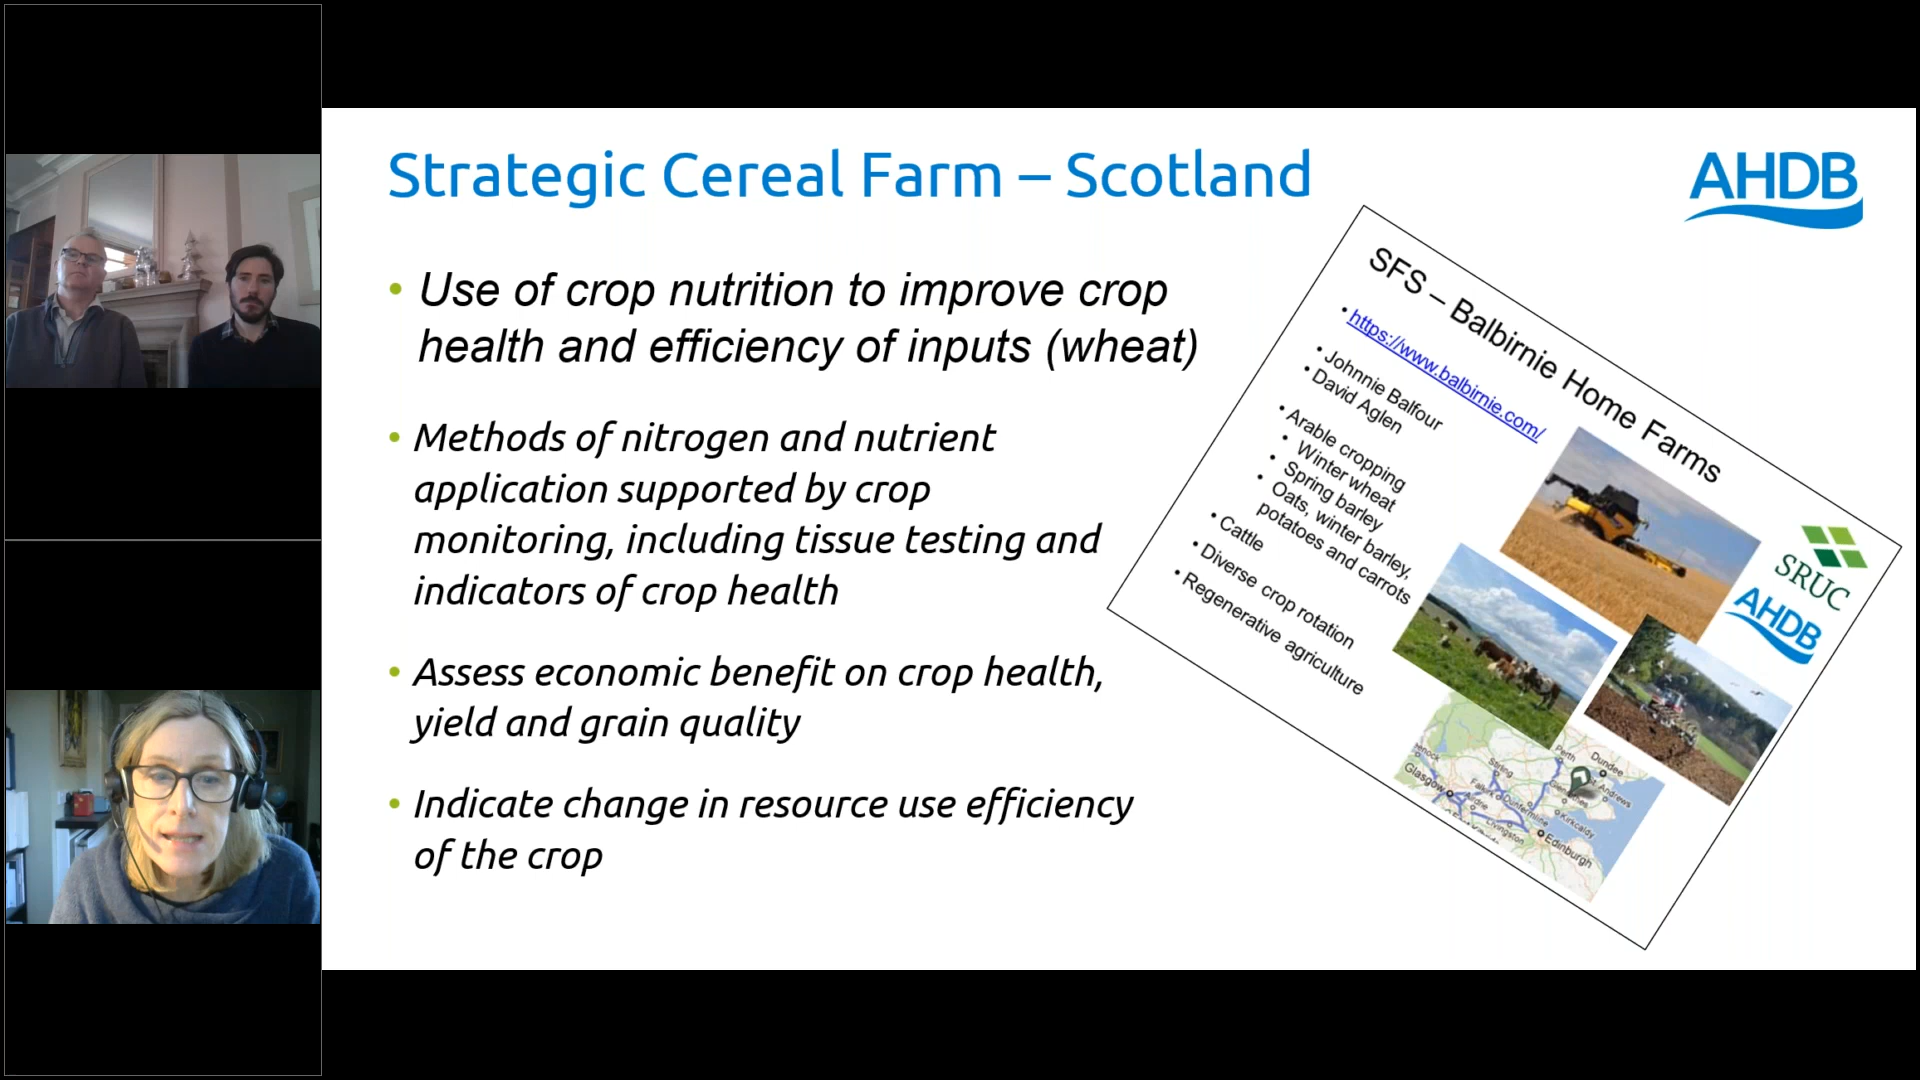 Strategic Cereal Farm – Scotland
AHDB
• Use of crop nutrition to improve crop
health and efficiency of inputs (wheat)
• Methods of nitrogen and nutrient
application supported by crop
monitoring, including tissue testing and
indicators of crop health
• Assess economic benefit on crop health,
yield and grain quality
• Indicate change in resource use efficiency
of the crop
SFS – Balbirnie Home Farms
• https://www.balbirnie.com/
• Johnnie Balfour
• David Aglen
• Arable cropping
• Winter wheat
• Spring barley
• Oats, winter barley,
potatoes and carrots
• Cattle
• Diverse crop rotation
• Regenerative agriculture
SRUC
AHDB
Perth
Dundee
Stirling
St Andrews
Glasgow
Falkirk
Dunfermline
Kirkcaldy
Airdrie
Livingston
Edinburgh